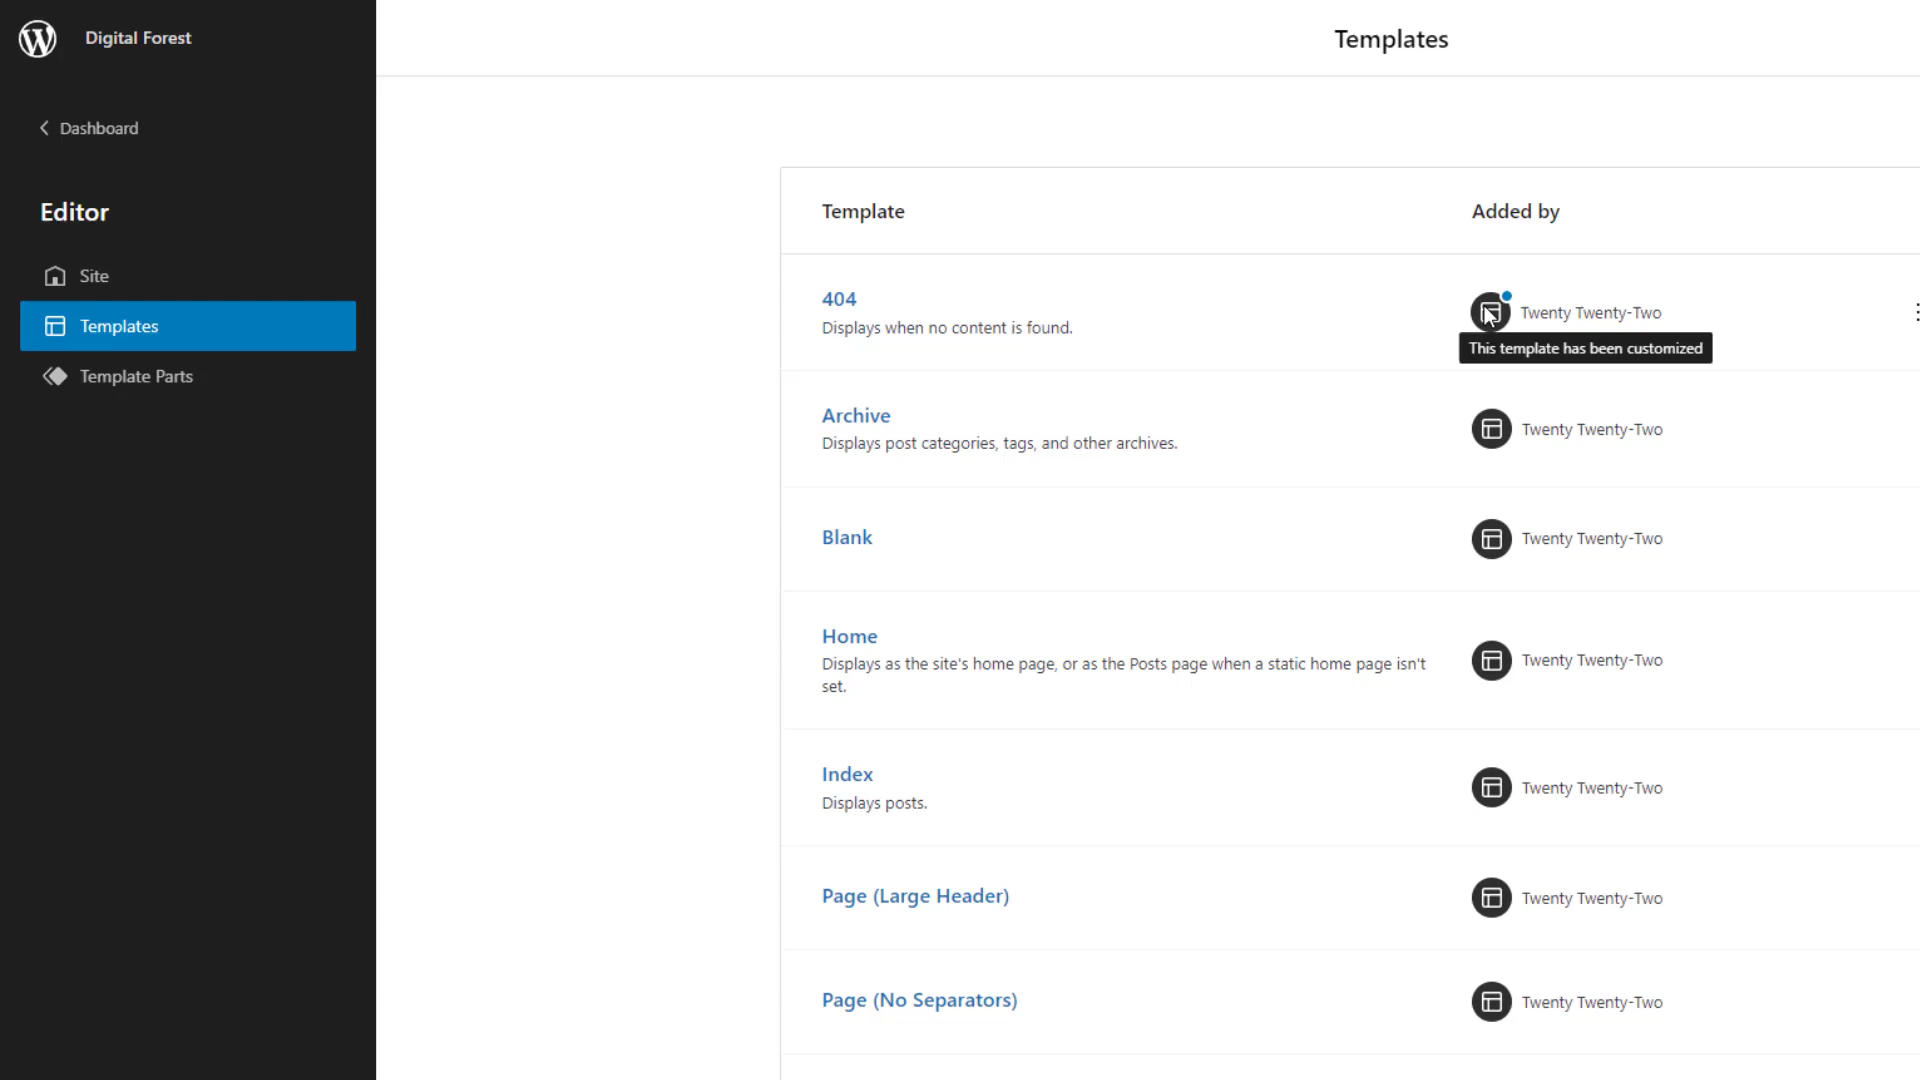 Digital Forest
Templates
Dashboard
Editor
Site
Templates
Template Parts
Template
Added by
404
Displays when no content is found.
Twenty Twenty-Two
This template has been customized
Archive
Displays post categories, tags, and other archives.
Twenty Twenty-Two
Blank
Twenty Twenty-Two
Home
Displays as the site's home page, or as the Posts page when a static home page isn't
set.
Twenty Twenty-Two
Index
Displays posts.
Twenty Twenty-Two
Page (Large Header)
Twenty Twenty-Two
Page (No Separators)
Twenty Twenty-Two